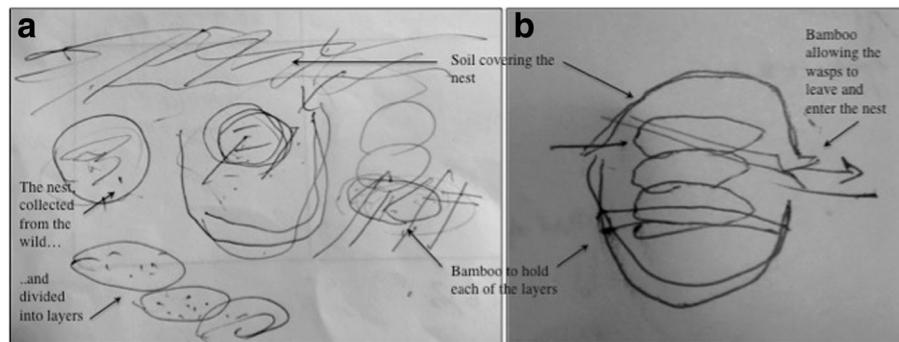 a
b
Soil covering the
nest
Bamboo
allowing the
wasps to
leave and
enter the nest
The nest,
collected
from the
wild…
..and
divided
into layers
Bamboo to hold
each of the layers